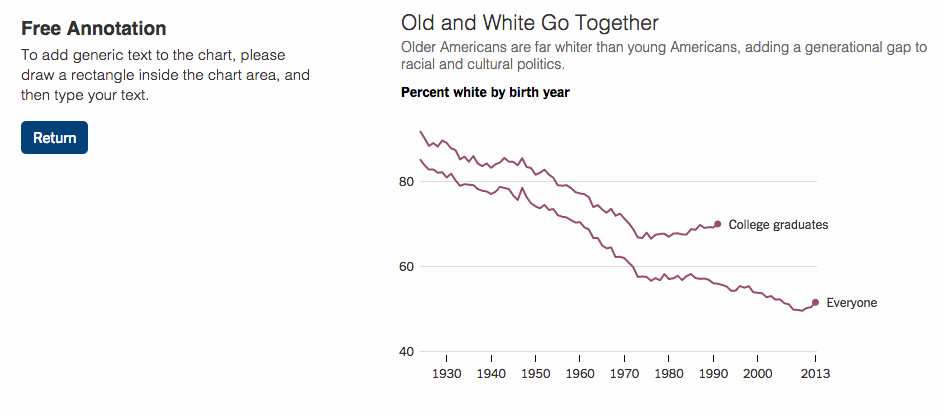 Free Annotation
To add generic text to the chart, please
draw a rectangle inside the chart area, and
then type your text.
Return
Old and White Go Together
Older Americans are far whiter than young Americans, adding a generational gap to
racial and cultural politics.
Percent white by birth year
80
College graduates
60
Everyone
40
1930 1940 1950 1960 1970 1980 1990 2000 2013